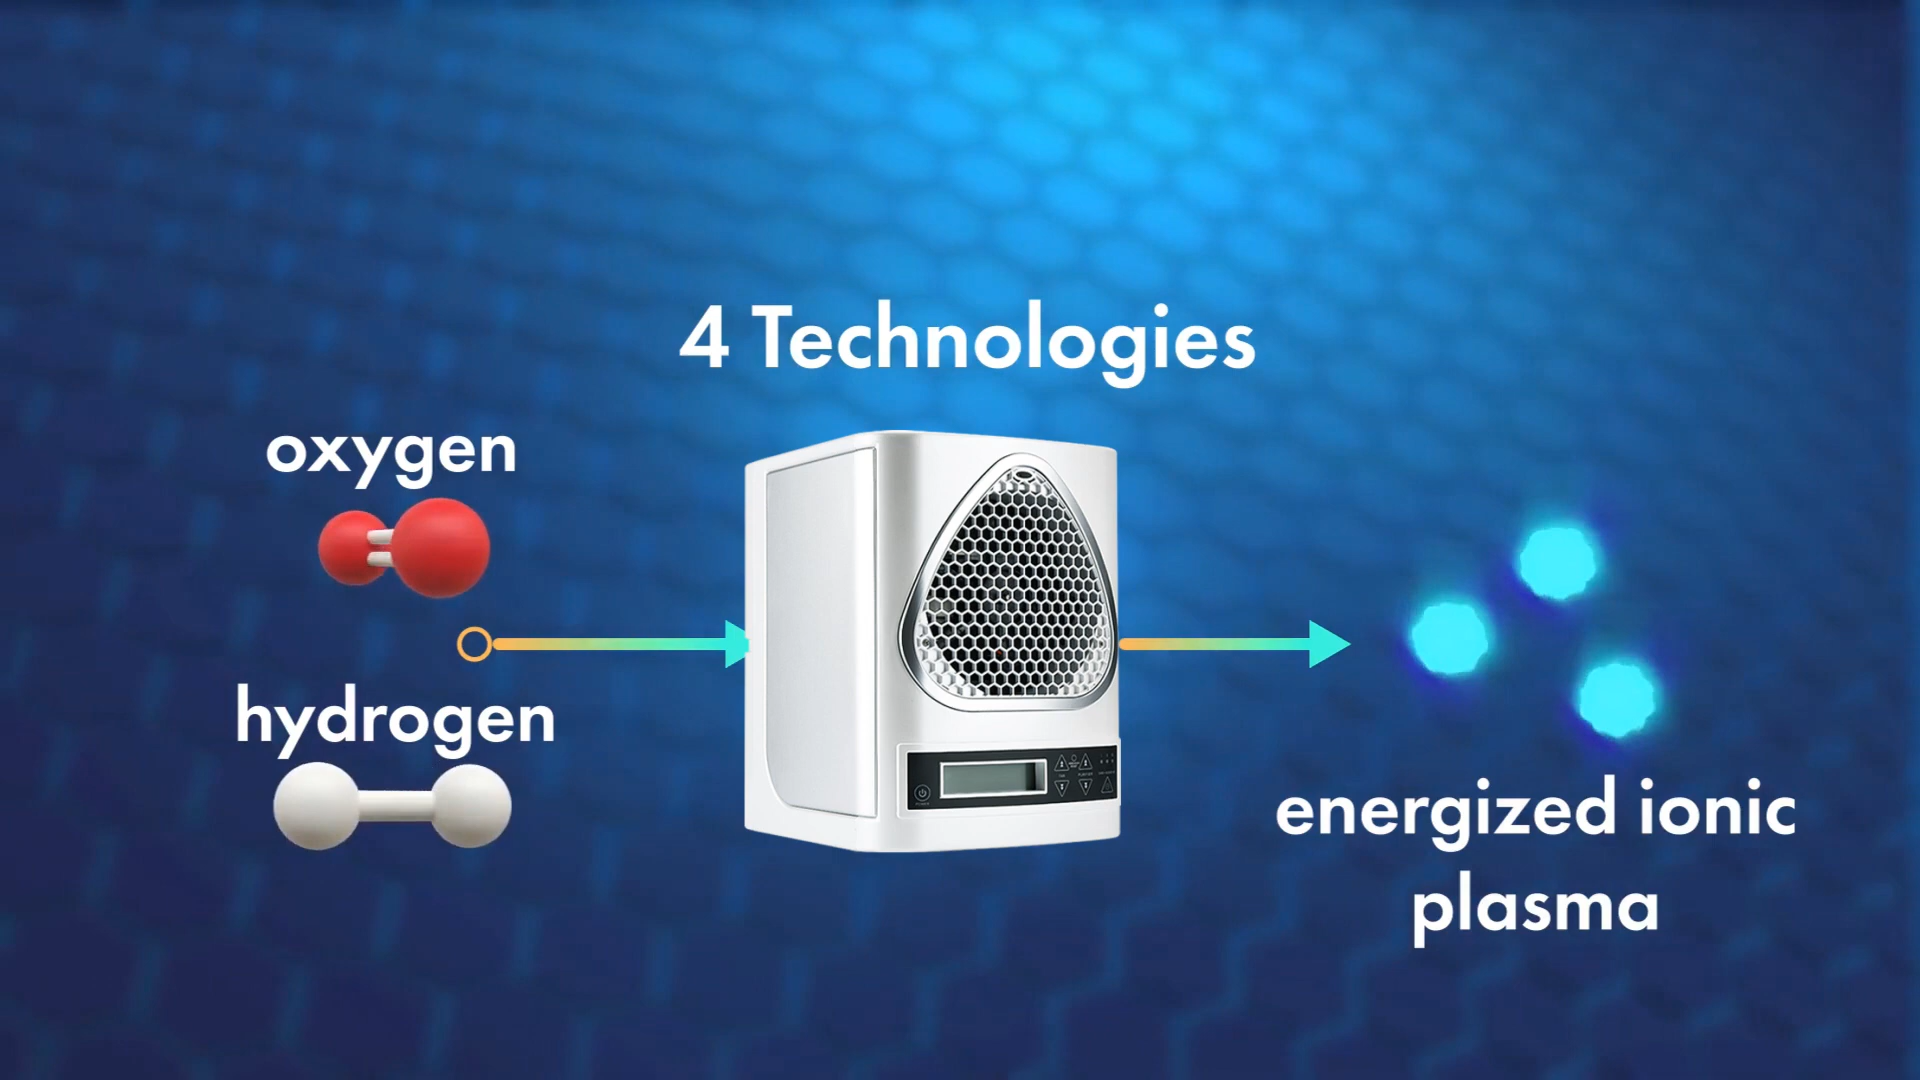 4 Technologies
oxygen
hydrogen
energized ionic
plasma